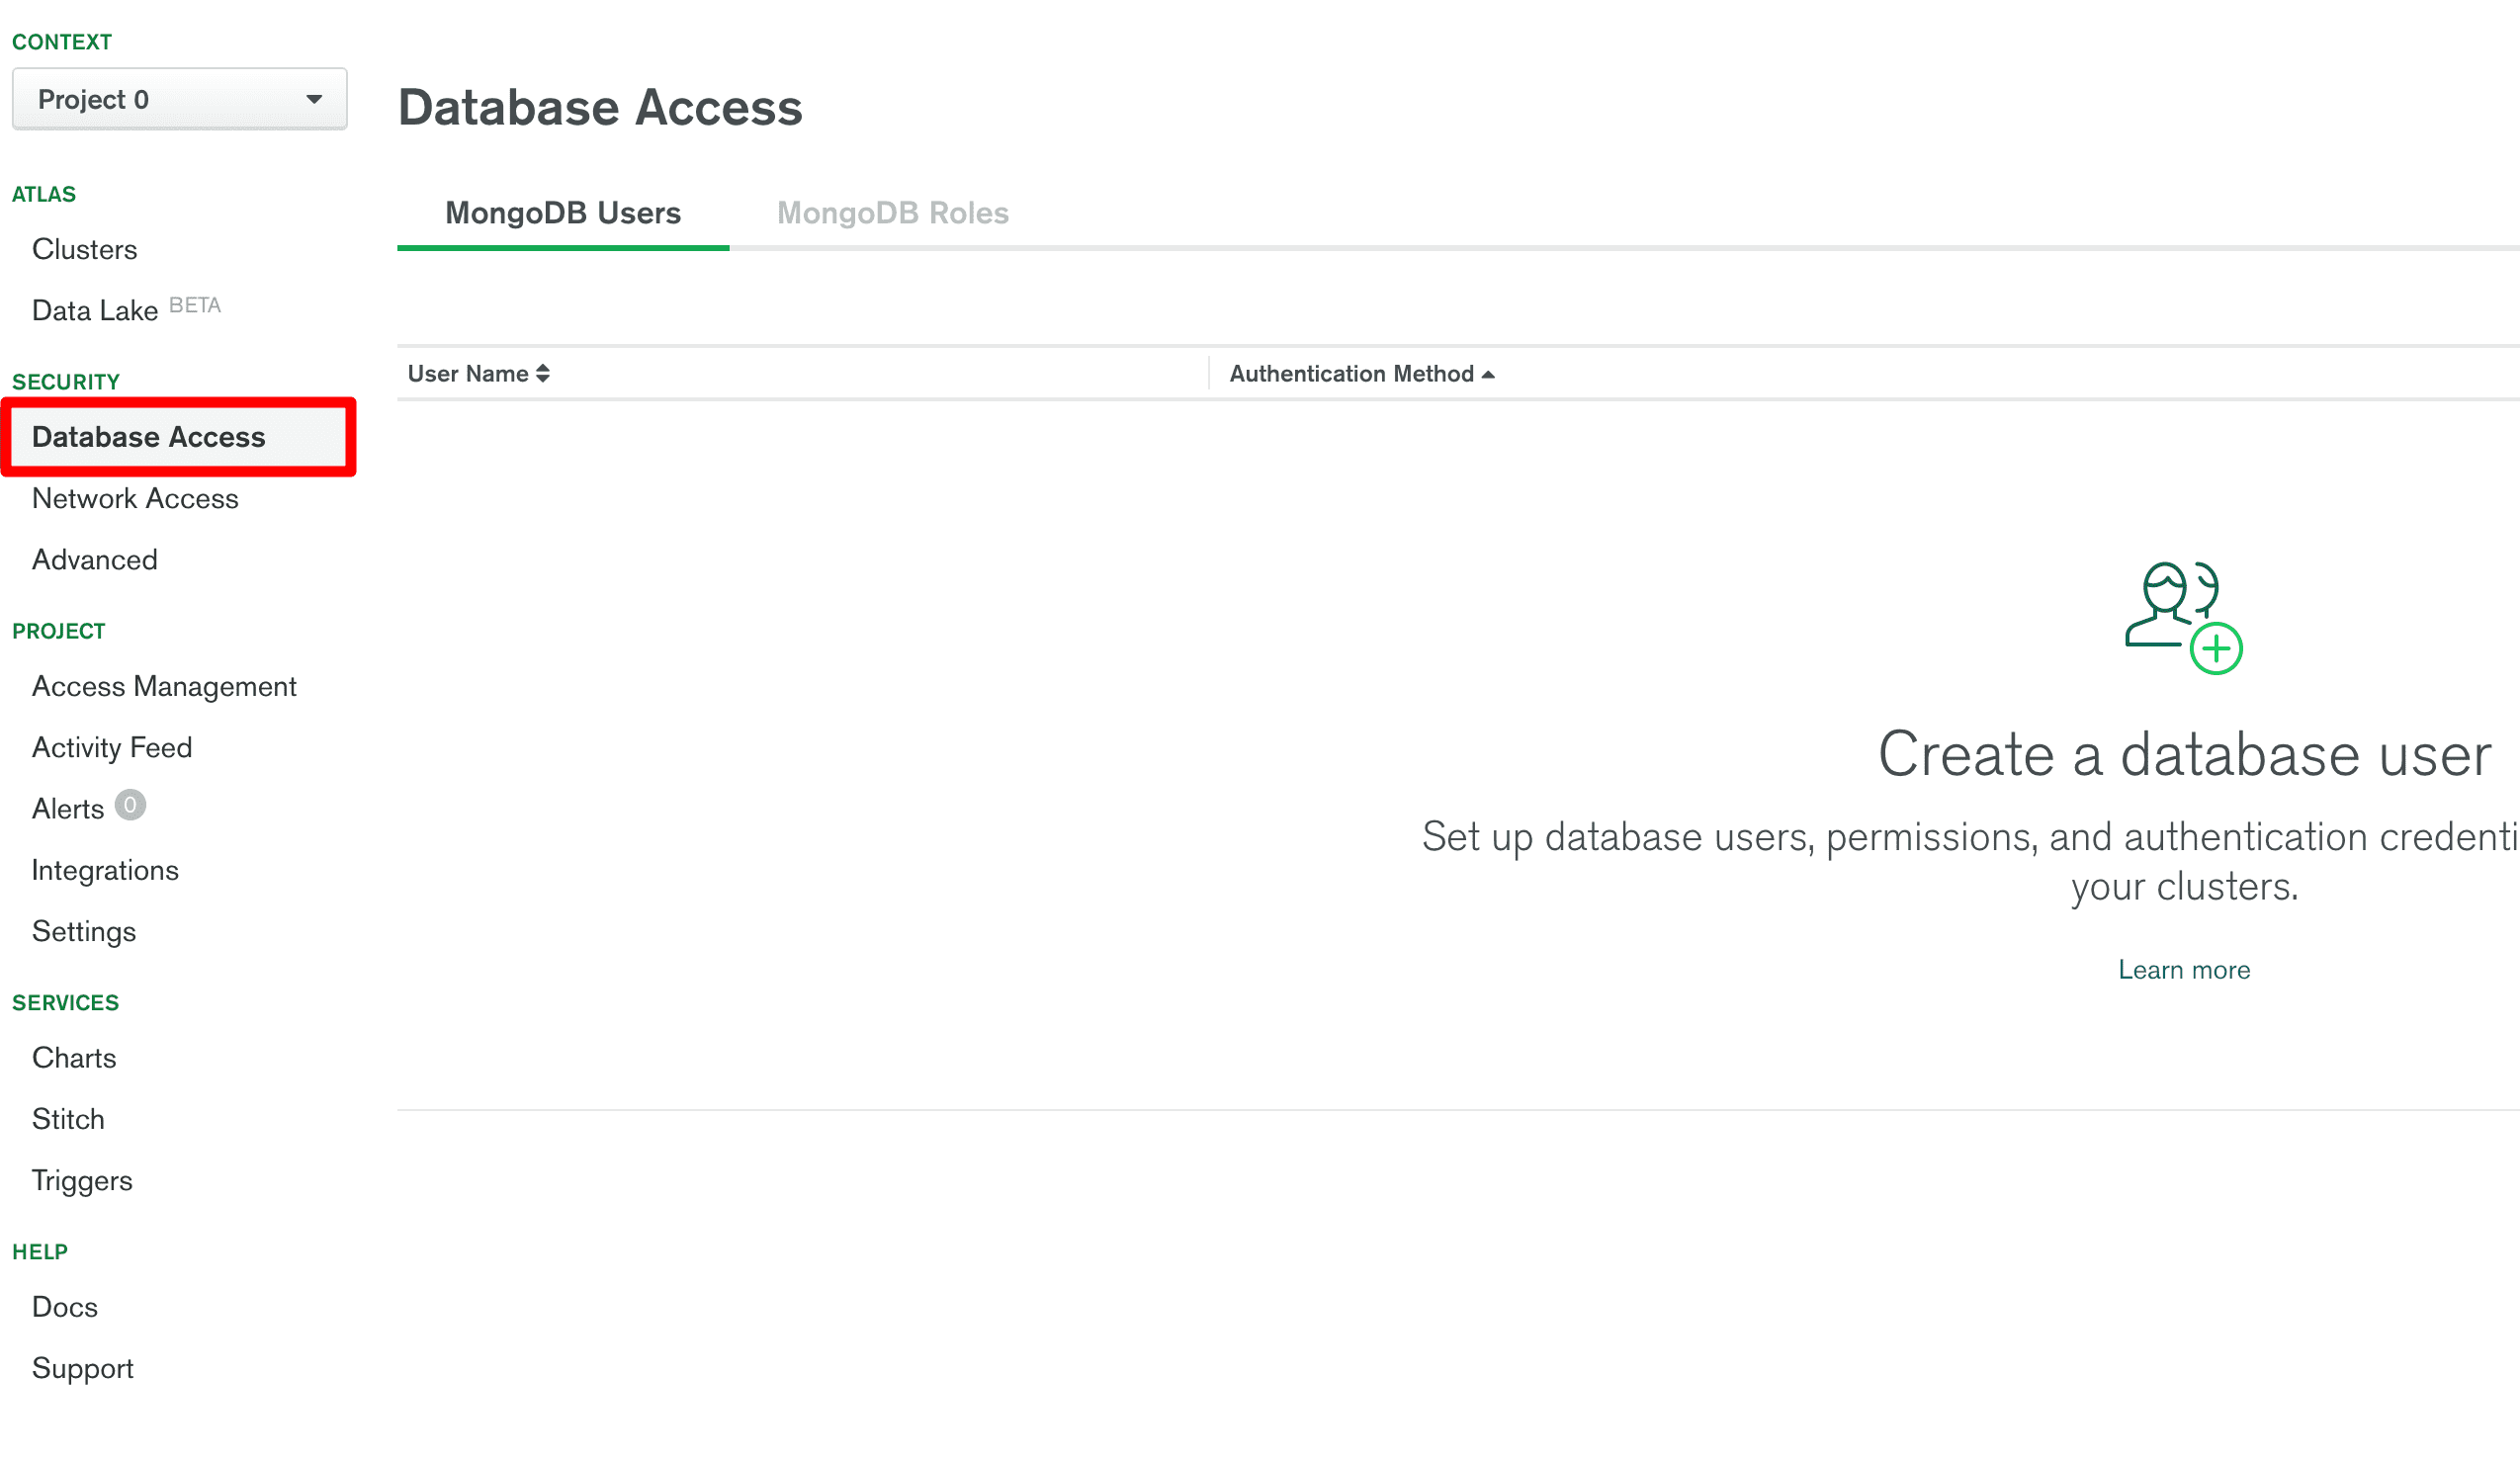 CONTEXT
Project 0
ATLAS
Clusters
Data Lake BETA
SECURITY
Database Access
Network Access
Advanced
PROJECT
Access Management
Activity Feed
Alerts 0
Integrations
Settings
SERVICES
Charts
Stitch
Triggers
HELP
Docs
Support
Database Access
MongoDB Users MongoDB Roles
User Name Authentication Method
Create a database user
Set up database users, permissions, and authentication credenti
your clusters.
Learn more